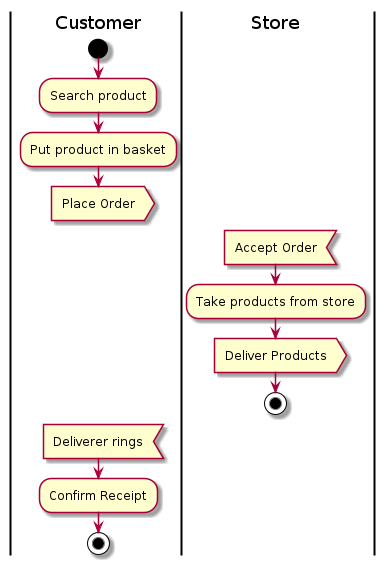 Customer
Store
Search product
Put product in basket
Place Order
Accept Order
Take products from store
Deliver Products
Deliverer rings
Confirm Receipt